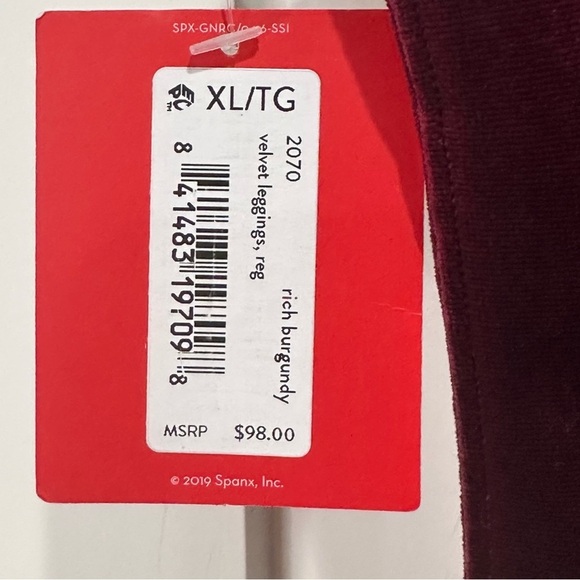 XL/TG
2070
velvet leggings, reg
rich burgundy
8 41483 19709 8
MSRP $98.00
© 2019 Spanx, Inc.